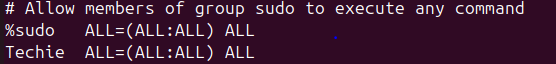 # Allow members of group sudo to execute any command
%sudo   ALL=(ALL:ALL) ALL
Techie  ALL=(ALL:ALL) ALL